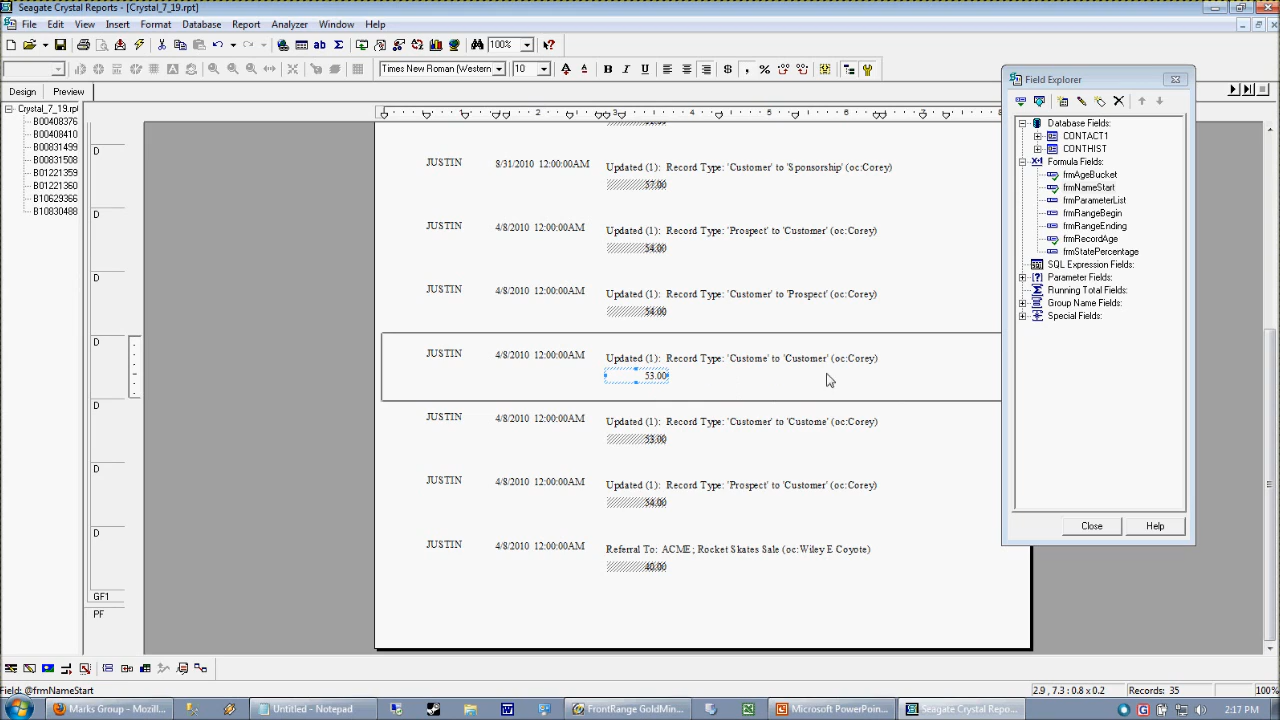 Seagate Crystal Reports - [Crystal_7_19.rpt]
File Edit View Insert Format Database Report Analyzer Window Help
100%
Times New Roman (Western 10 B I U $ , %
Design Preview
Crystal_7_19.rpt
B00408376
B00408410
B00831499
B00831508
B01221359
B01221360
B10629366
B10830488
2 3 4 5 6 7 8
D
JUSTIN 8/31/2010 12:00:00AM Updated (1): Record Type: 'Customer' to 'Sponsorship' (oc:Corey)
57.00
D
JUSTIN 4/8/2010 12:00:00AM Updated (1): Record Type: 'Prospect' to 'Customer' (oc:Corey)
54.00
D
JUSTIN 4/8/2010 12:00:00AM Updated (1): Record Type: 'Customer' to 'Prospect' (oc:Corey)
54.00
D
JUSTIN 4/8/2010 12:00:00AM Updated (1): Record Type: 'Custome' to 'Customer' (oc:Corey)
53.00
D
JUSTIN 4/8/2010 12:00:00AM Updated (1): Record Type: 'Customer' to 'Custome' (oc:Corey)
53.00
D
JUSTIN 4/8/2010 12:00:00AM Updated (1): Record Type: 'Prospect' to 'Customer' (oc:Corey)
54.00
D
JUSTIN 4/8/2010 12:00:00AM Referral To: ACME; Rocket Skates Sale (oc:Wiley E Coyote)
40.00
GF1
PF
Field Explorer
Database Fields:
CONTACT1
CONTHIST
Formula Fields:
frmAgeBucket
frmNameStart
frmParameterList
frmRangeBegin
frmRangeEnding
frmRecordAge
frmStatePercentage
SQL Expression Fields:
Parameter Fields:
Running Total Fields:
Group Name Fields:
Special Fields:
Close Help
Field: @frmNameStart
2.9 , 7.3 : 0.8 x 0.2 Records: 35 100%
Marks Group - Mozill... Untitled - Notepad FrontRange GoldMin... Microsoft PowerPoin... Seagate Crystal Repo... 2:17 PM